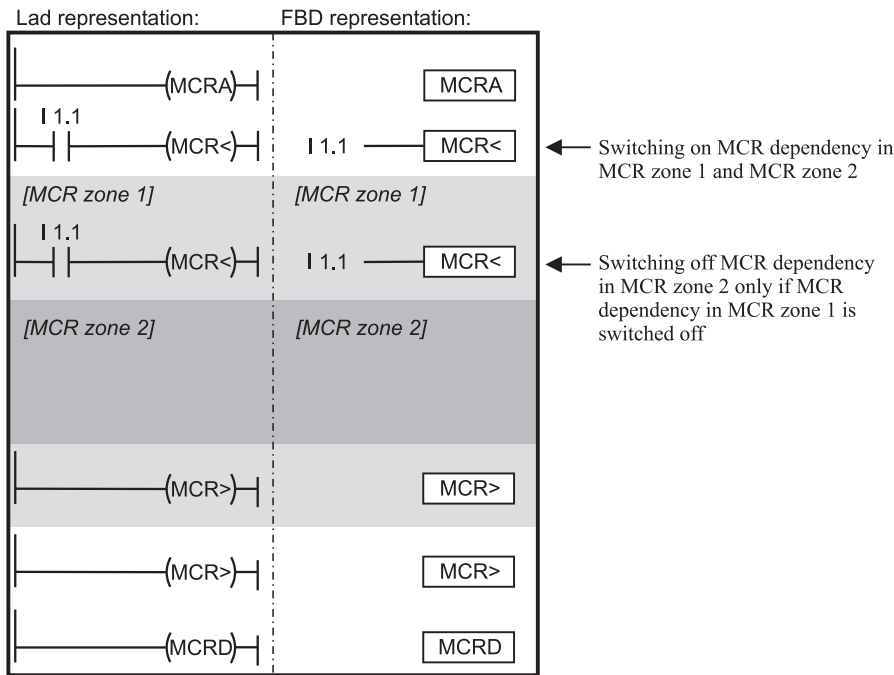 Lad representation: FBD representation:
(MCRA) MCRA
I 1.1
(MCR<) I 1.1 MCR<
Switching on MCR dependency in
MCR zone 1 and MCR zone 2
[MCR zone 1] [MCR zone 1]
I 1.1
(MCR<) I 1.1 MCR<
Switching off MCR dependency
in MCR zone 2 only if MCR
dependency in MCR zone 1 is
switched off
[MCR zone 2] [MCR zone 2]
(MCR>) MCR>
(MCR>) MCR>
(MCRD) MCRD